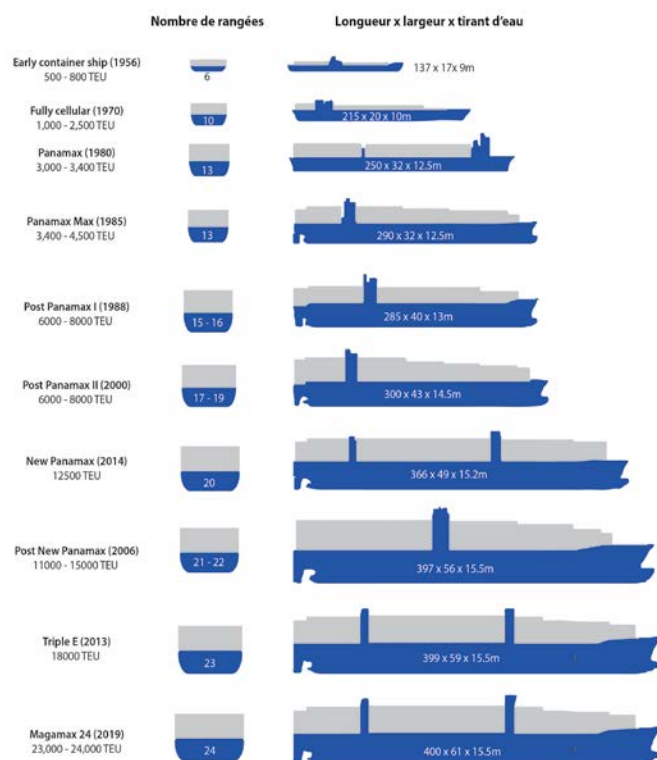 Nombre de rangées
Longueur x largeur x tirant d'eau
Early container ship (1956)
500 - 800 TEU
6
137 x 17x 9m
Fully cellular (1970)
1,000 - 2,500 TEU
10
215 x 20 x 10m
Panamax (1980)
3,000 - 3,400 TEU
13
250 x 32 x 12.5m
Panamax Max (1985)
3,400 - 4,500 TEU
13
290 x 32 x 12.5m
Post Panamax I (1988)
6000 - 8000 TEU
15 - 16
285 x 40 x 13m
Post Panamax II (2000)
6000 - 8000 TEU
17 - 19
300 x 43 x 14.5m
New Panamax (2014)
12500 TEU
20
366 x 49 x 15.2m
Post New Panamax (2006)
11000 - 15000 TEU
21 - 22
397 x 56 x 15.5m
Triple E (2013)
18000 TEU
23
399 x 59 x 15.5m
Magamax 24 (2019)
23,000 - 24,000 TEU
24
400 x 61 x 15.5m